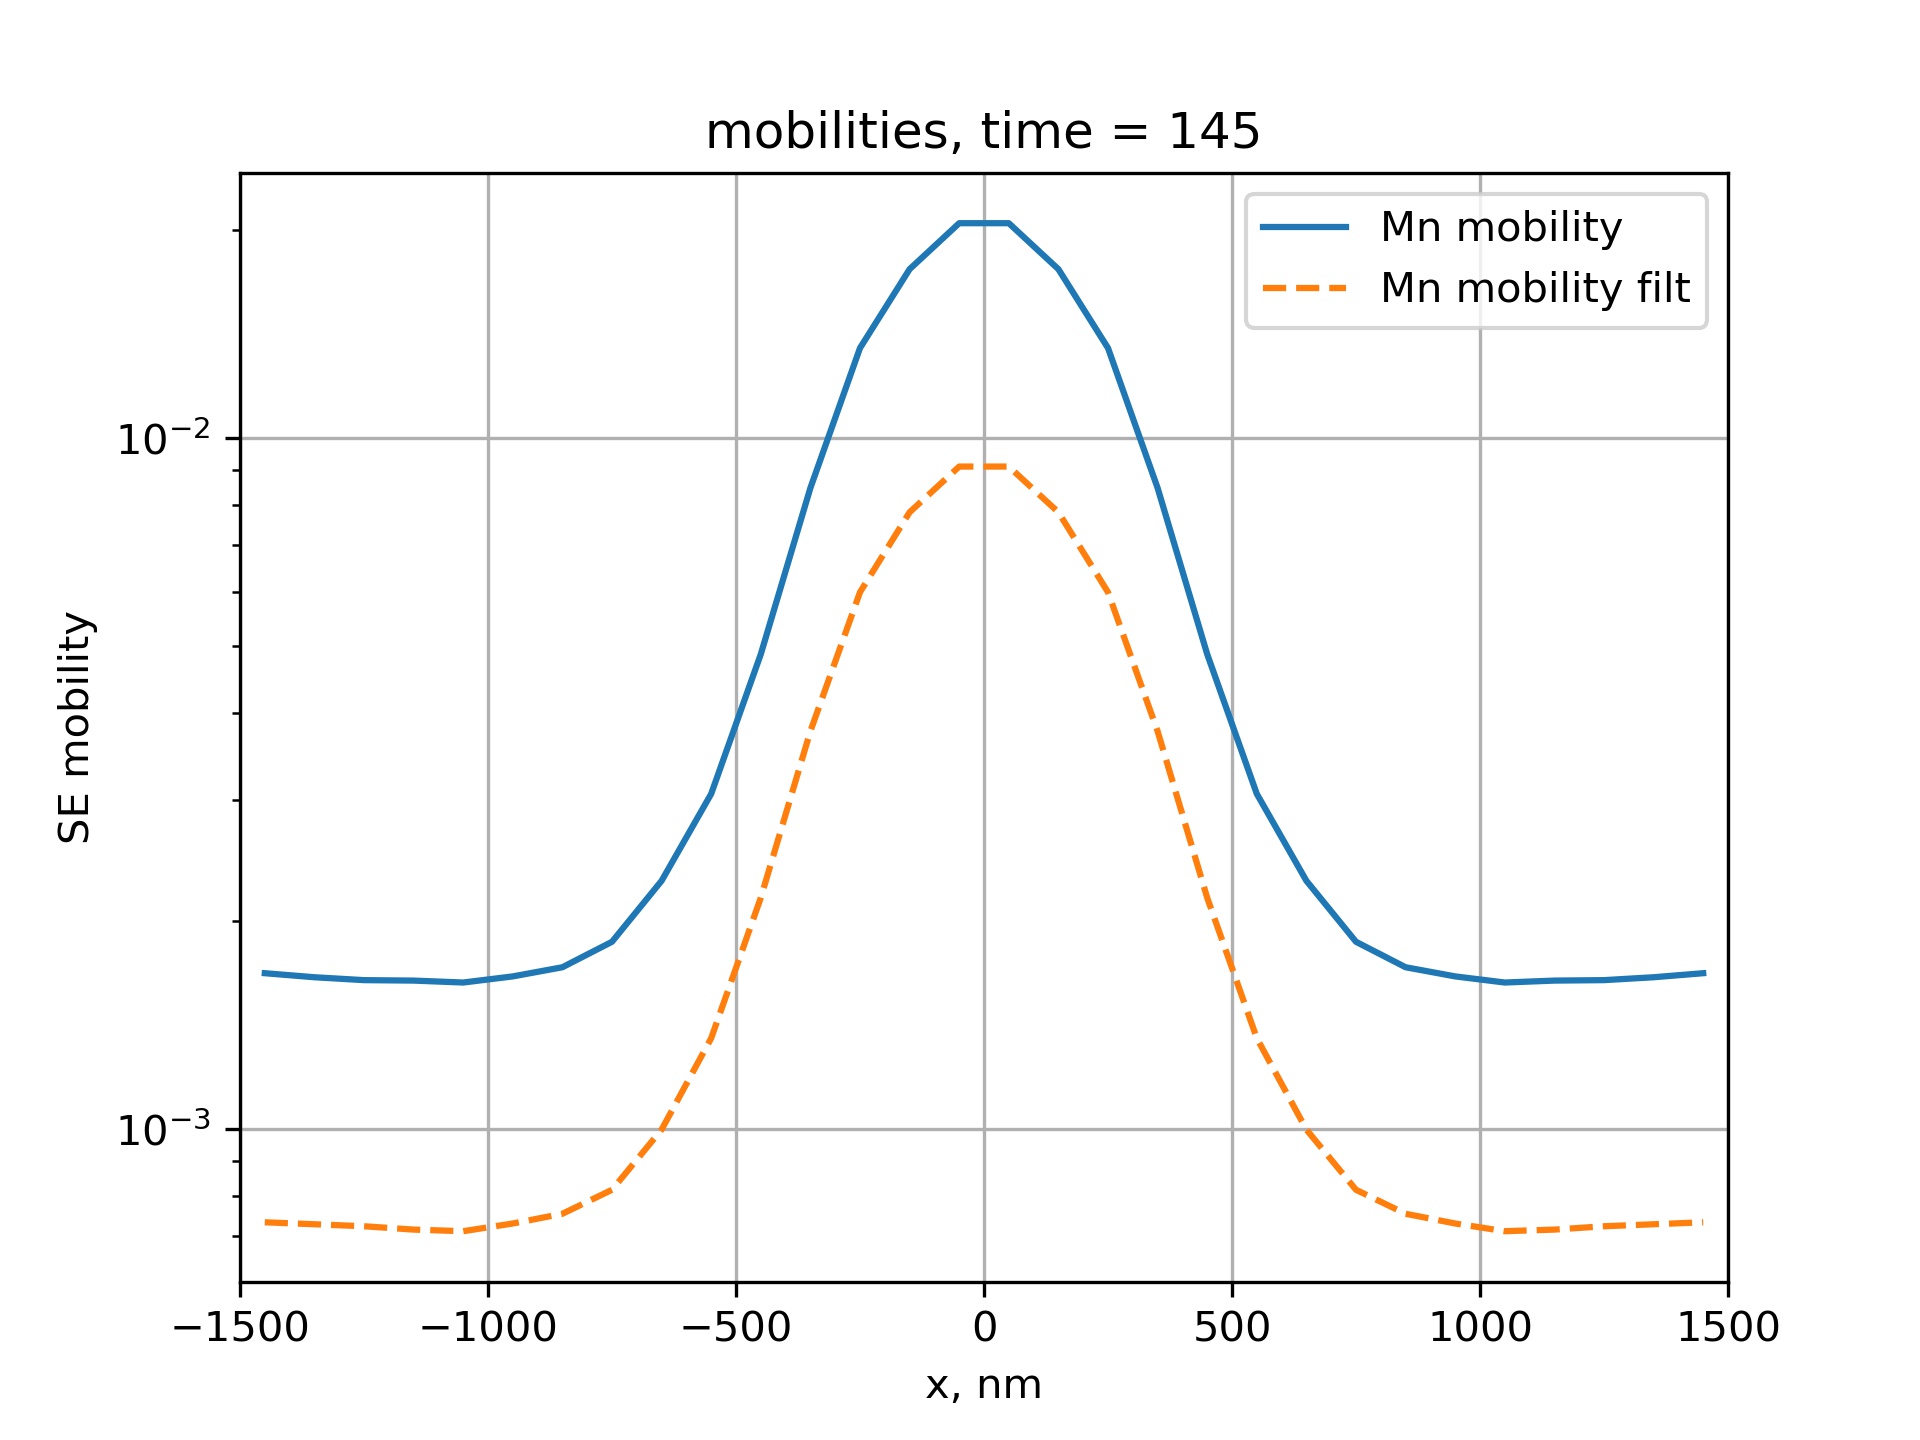 mobilities, time = 145
Mn mobility
Mn mobility filt
SE mobility
10⁻²
10⁻³
−1500 −1000 −500 0 500 1000 1500
x, nm